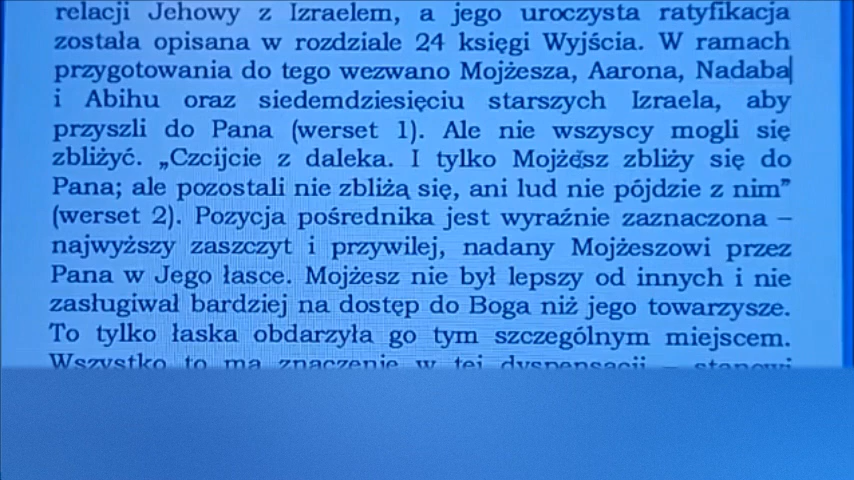 relacji Jehowy z Izraelem, a jego uroczysta ratyfikacja
została opisana w rozdziale 24 księgi Wyjścia. W ramach
przygotowania do tego wezwano Mojżesza, Aarona, Nadaba
i Abihu oraz siedemdziesięciu starszych Izraela, aby
przyszli do Pana (werset 1). Ale nie wszyscy mogli się
zbliżyć. „Czcijcie z daleka. I tylko Mojżesz zbliży się do
Pana; ale pozostali nie zbliżą się, ani lud nie pójdzie z nim”
(werset 2). Pozycja pośrednika jest wyraźnie zaznaczona –
najwyższy zaszczyt i przywilej, nadany Mojżeszowi przez
Pana w Jego łasce. Mojżesz nie był lepszy od innych i nie
zasługiwał bardziej na dostęp do Boga niż jego towarzysze.
To tylko łaska obdarzyła go tym szczególnym miejscem.
Wszystko to ma znaczenie w tej dyspensacji – stanowi